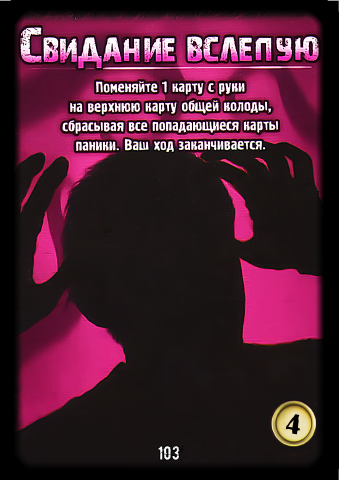 Свидание вслепую
Поменяйте 1 карту с руки
на верхнюю карту общей колоды,
сбрасывая все попадающиеся карты
паники. Ваш ход заканчивается.
4
103